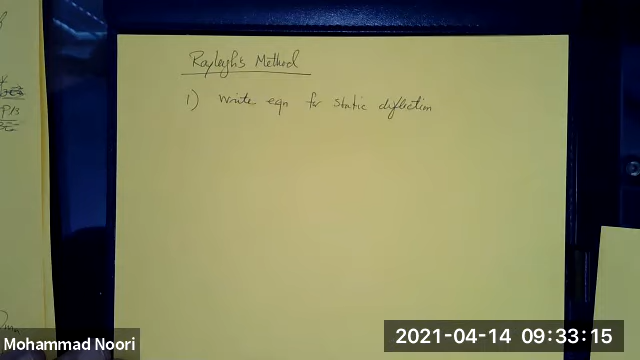 Rayleigh's Method
1) Write eqn for static deflection
Mohammad Noori
2021-04-14 09:33:15